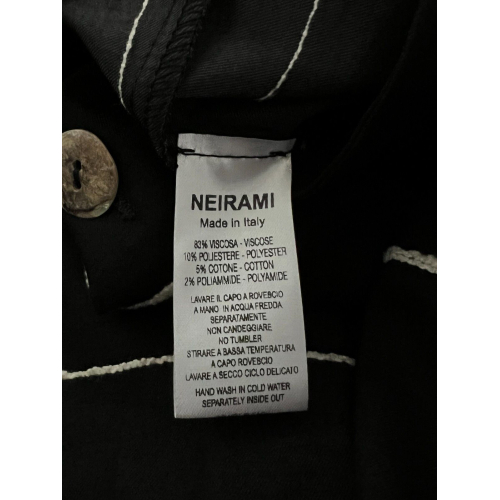 NEIRAMI
Made in Italy
83% VISCOSA - VISCOSE
10% POLIESTERE - POLYESTER
5% COTONE - COTTON
2% POLIAMMIDE - POLYAMIDE
LAVARE IL CAPO A ROVESCIO
A MANO IN ACQUA FREDDA
SEPARATAMENTE
NON CANDEGGIARE
NO TUMBLER
STIRARE A BASSA TEMPERATURA
A CAPO ROVESCIO
LAVARE A SECCO CICLO DELICATO
HAND WASH IN COLD WATER
SEPARATELY INSIDE OUT